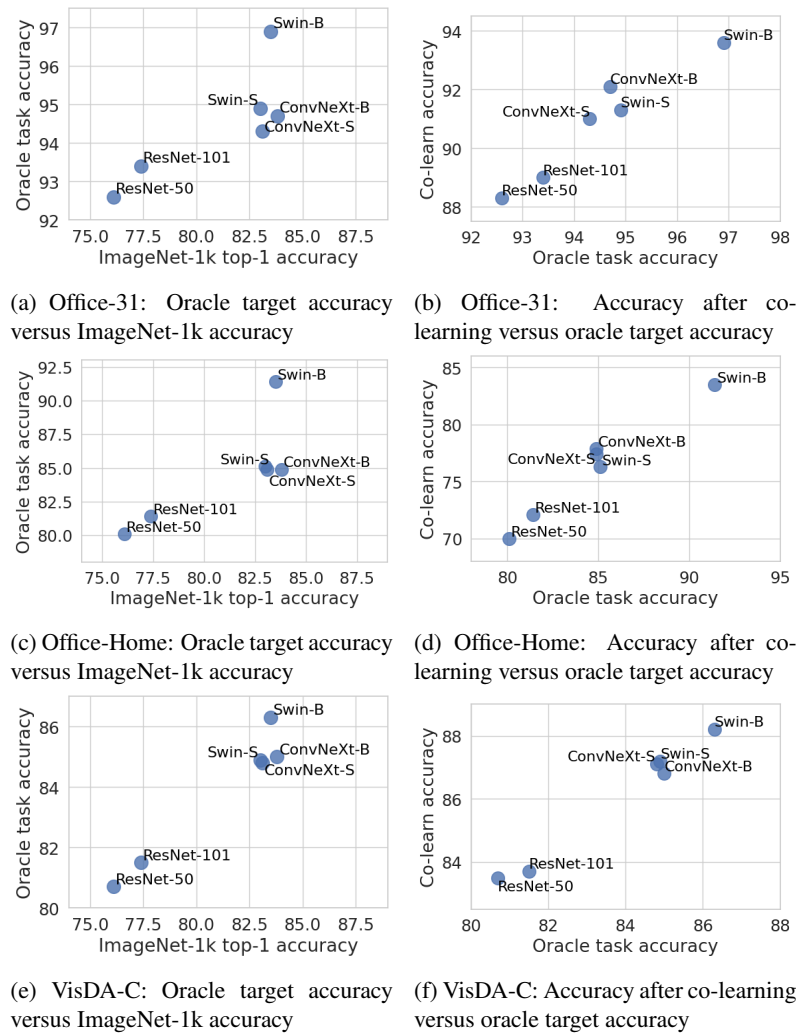 Oracle task accuracy
97
96
95
94
93
92
Swin-B
Swin-S
ConvNeXt-B
ConvNeXt-S
ResNet-101
ResNet-50
75.0 77.5 80.0 82.5 85.0 87.5
ImageNet-1k top-1 accuracy
(a) Office-31: Oracle target accuracy
versus ImageNet-1k accuracy
Co-learn accuracy
94
92
90
88
Swin-B
ConvNeXt-B
Swin-S
ConvNeXt-S
ResNet-101
ResNet-50
92 93 94 95 96 97 98
Oracle task accuracy
(b) Office-31: Accuracy after co-
learning versus oracle target accuracy
Oracle task accuracy
92.5
90.0
87.5
85.0
82.5
80.0
Swin-B
Swin-S
ConvNeXt-B
ConvNeXt-S
ResNet-101
ResNet-50
75.0 77.5 80.0 82.5 85.0 87.5
ImageNet-1k top-1 accuracy
(c) Office-Home: Oracle target accuracy
versus ImageNet-1k accuracy
Co-learn accuracy
85
80
75
70
Swin-B
ConvNeXt-B
ConvNeXt-S
Swin-S
ResNet-101
ResNet-50
80 85 90 95
Oracle task accuracy
(d) Office-Home: Accuracy after co-
learning versus oracle target accuracy
Oracle task accuracy
86
84
82
80
Swin-B
Swin-S
ConvNeXt-B
ConvNeXt-S
ResNet-101
ResNet-50
75.0 77.5 80.0 82.5 85.0 87.5
ImageNet-1k top-1 accuracy
(e) VisDA-C: Oracle target accuracy
versus ImageNet-1k accuracy
Co-learn accuracy
88
86
84
Swin-B
ConvNeXt-S
Swin-S
ConvNeXt-B
ResNet-101
ResNet-50
80 82 84 86 88
Oracle task accuracy
(f) VisDA-C: Accuracy after co-learning
versus oracle target accuracy